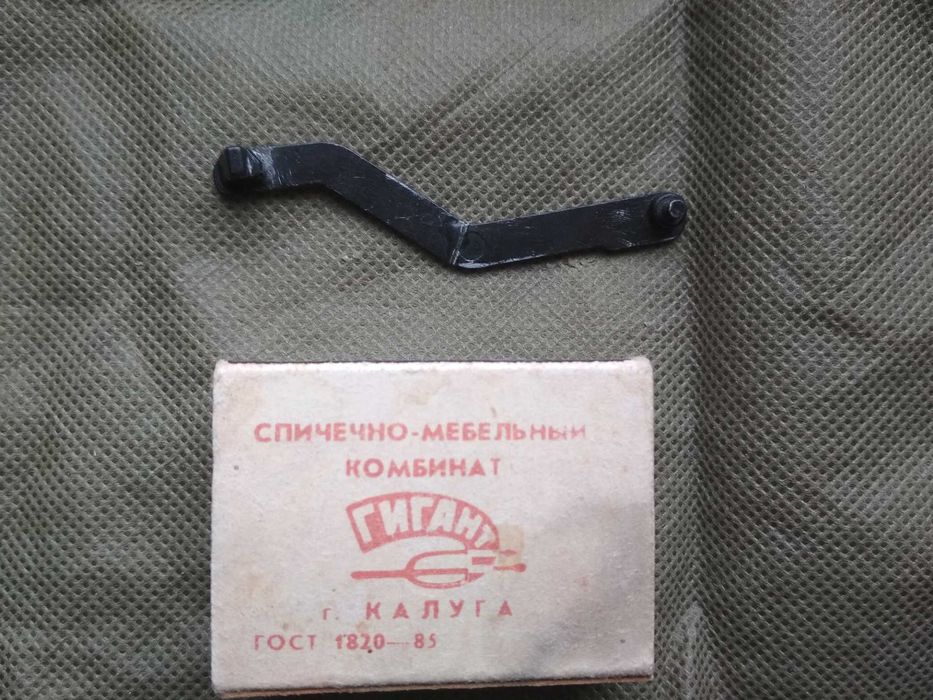 СПИЧЕЧНО-МЕБЕЛЬНЫЙ
КОМБИНАТ
ГИГАНТ
г. КАЛУГА
ГОСТ 1820—85